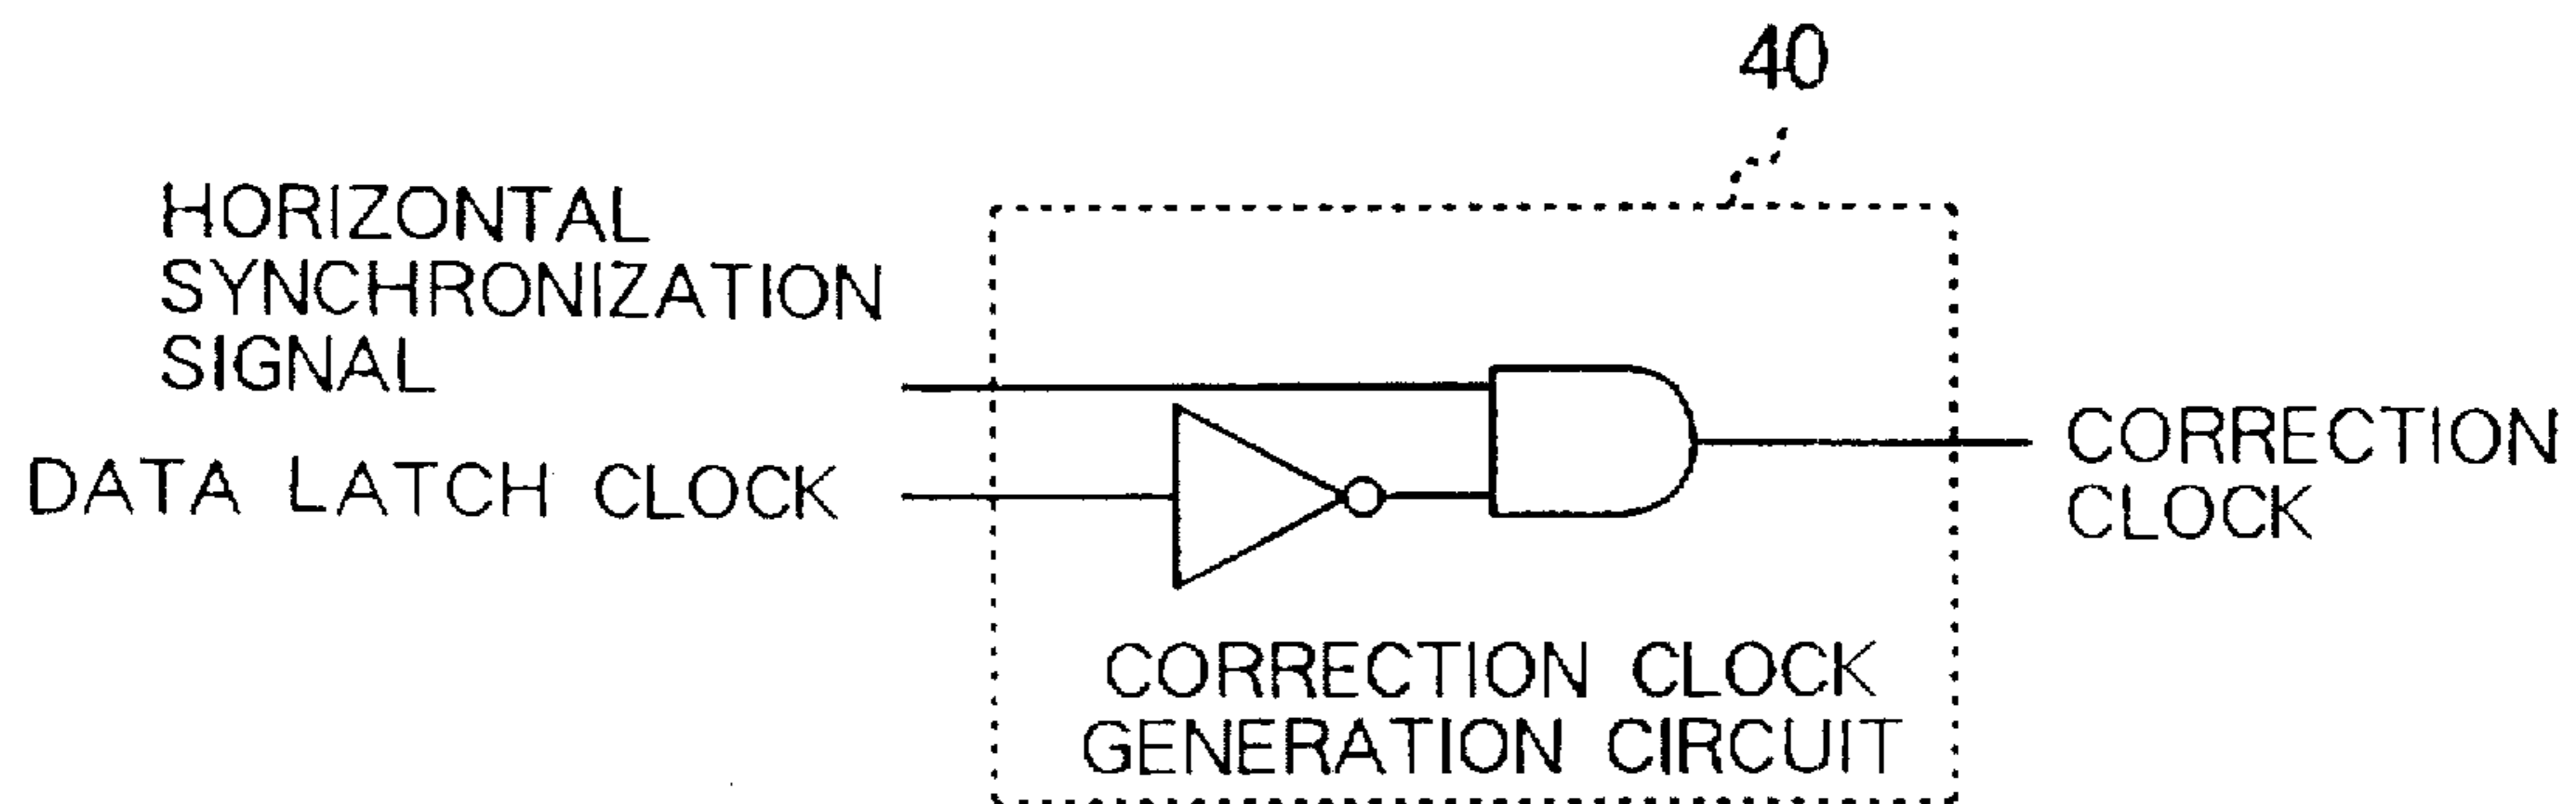 40
HORIZONTAL
SYNCHRONIZATION
SIGNAL
DATA LATCH CLOCK
CORRECTION
CLOCK
CORRECTION CLOCK
GENERATION CIRCUIT